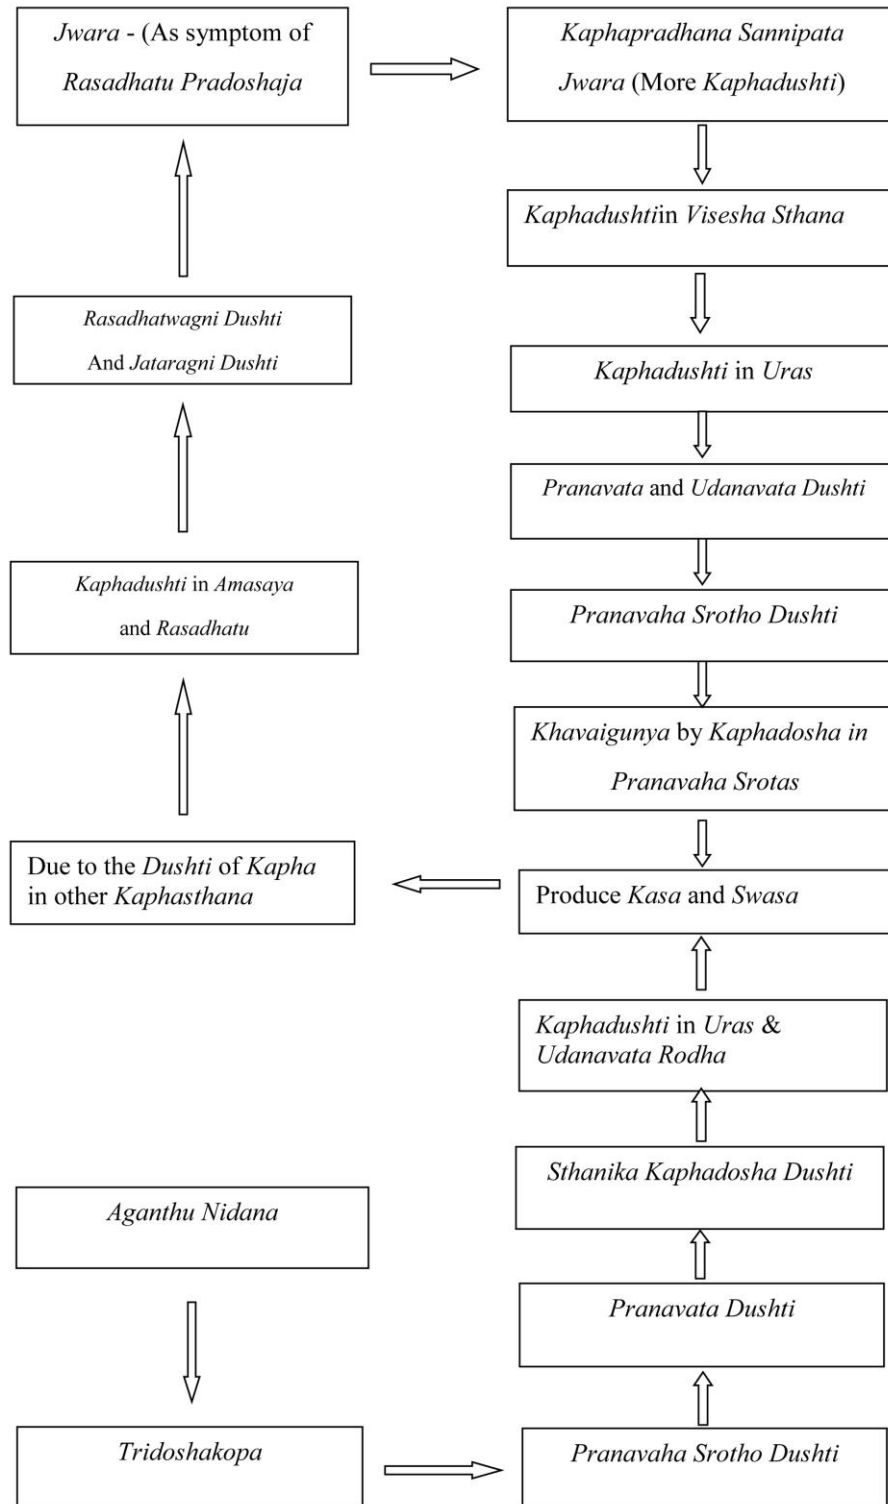 Jwara - (As symptom of
Rasadhatu Pradoshaja
Kaphapradhana Sannipata
Jwara (More Kaphadushti)
Kaphadushtiin Visesha Sthana
Rasadhatwagni Dushti
And Jataragni Dushti
Kaphadushti in Uras
Pranavata and Udanavata Dushti
Kaphadushti in Amasaya
and Rasadhatu
Pranavaha Srotho Dushti
Khavaigunya by Kaphadosha in
Pranavaha Srotas
Due to the Dushti of Kapha
in other Kaphasthana
Produce Kasa and Swasa
Kaphadushti in Uras &
Udanavata Rodha
Sthanika Kaphadosha Dushti
Aganthu Nidana
Pranavata Dushti
Tridoshakopa
Pranavaha Srotho Dushti